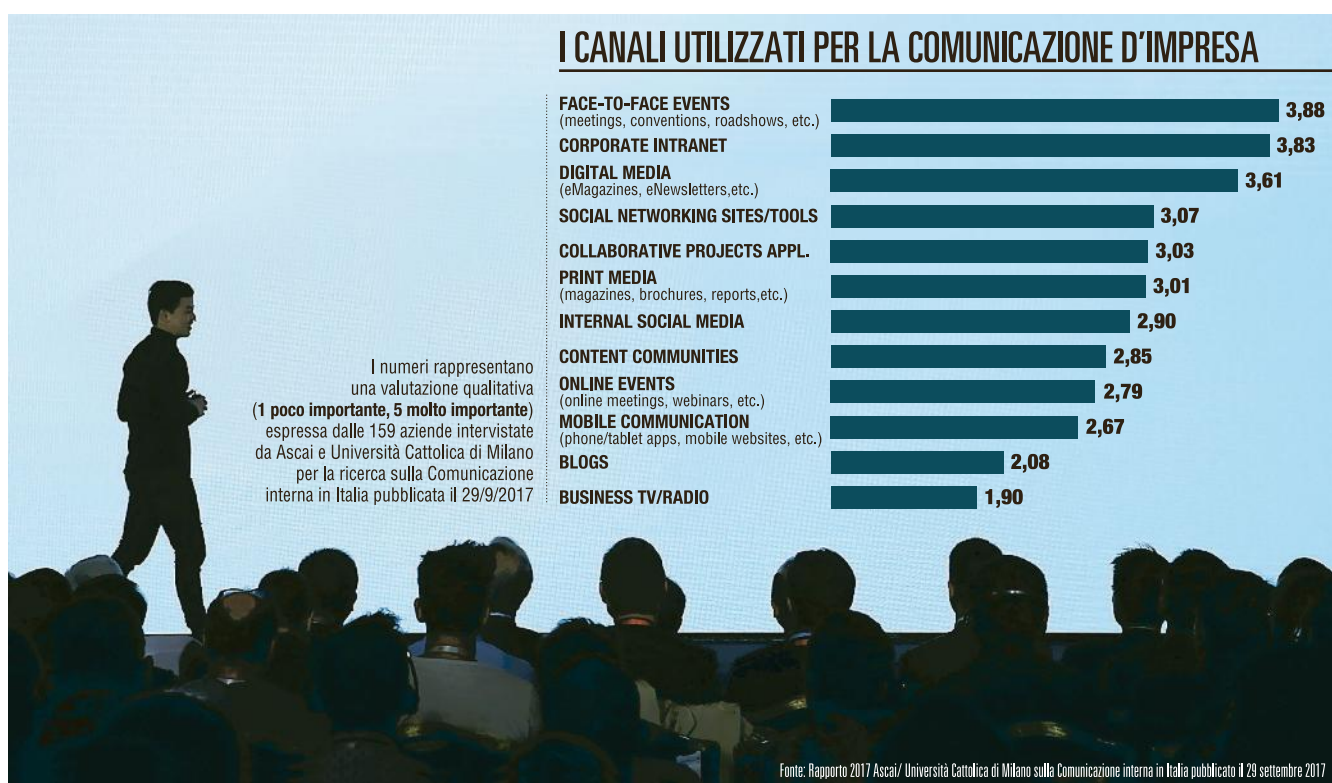 I CANALI UTILIZZATI PER LA COMUNICAZIONE D'IMPRESA
FACE-TO-FACE EVENTS
(meetings, conventions, roadshows, etc.)
3,88
CORPORATE INTRANET
3,83
DIGITAL MEDIA
(eMagazines, eNewsletters,etc.)
3,61
SOCIAL NETWORKING SITES/TOOLS
3,07
COLLABORATIVE PROJECTS APPL.
3,03
PRINT MEDIA
(magazines, brochures, reports,etc.)
3,01
INTERNAL SOCIAL MEDIA
2,90
CONTENT COMMUNITIES
2,85
ONLINE EVENTS
(online meetings, webinars, etc.)
2,79
MOBILE COMMUNICATION
(phone/tablet apps, mobile websites, etc.)
2,67
BLOGS
2,08
BUSINESS TV/RADIO
1,90
I numeri rappresentano
una valutazione qualitativa
(1 poco importante, 5 molto importante)
espressa dalle 159 aziende intervistate
da Ascai e Università Cattolica di Milano
per la ricerca sulla Comunicazione
interna in Italia pubblicata il 29/9/2017
Fonte: Rapporto 2017 Ascai/ Università Cattolica di Milano sulla Comunicazione interna in Italia pubblicato il 29 settembre 2017